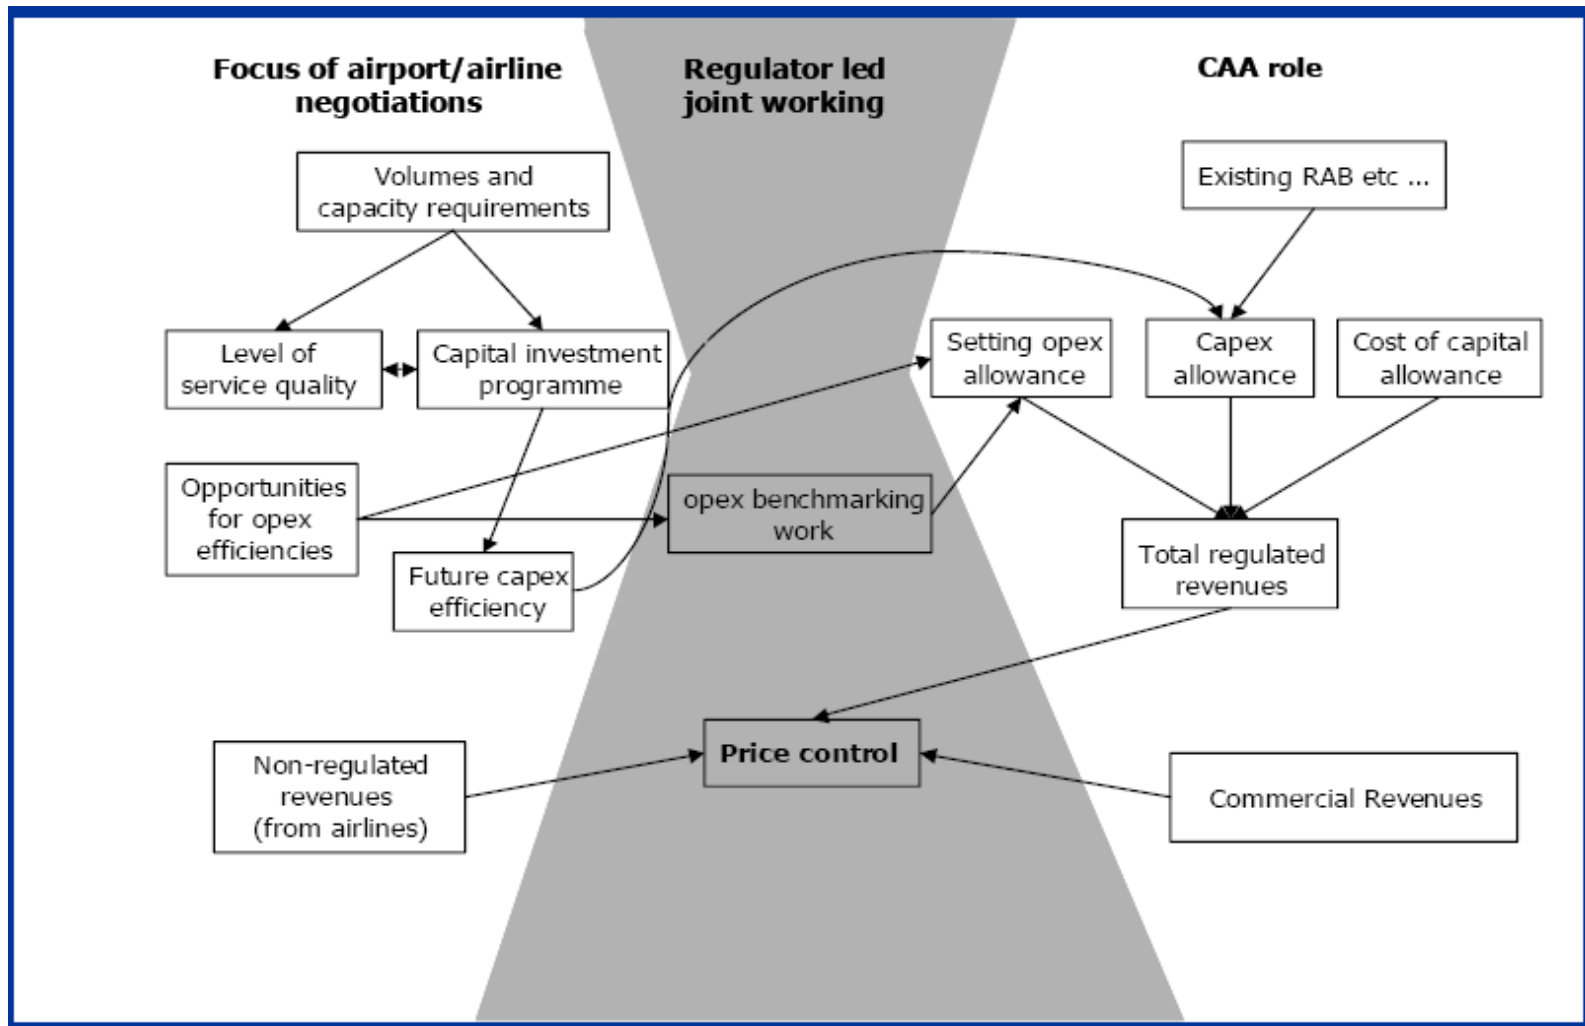 Focus of airport/airline
negotiations
Regulator led
joint working
CAA role
Volumes and
capacity requirements
Existing RAB etc ...
Level of
service quality
Capital investment
programme
Setting opex
allowance
Capex
allowance
Cost of capital
allowance
Opportunities
for opex
efficiencies
opex benchmarking
work
Future capex
efficiency
Total regulated
revenues
Non-regulated
revenues
(from airlines)
Price control
Commercial Revenues